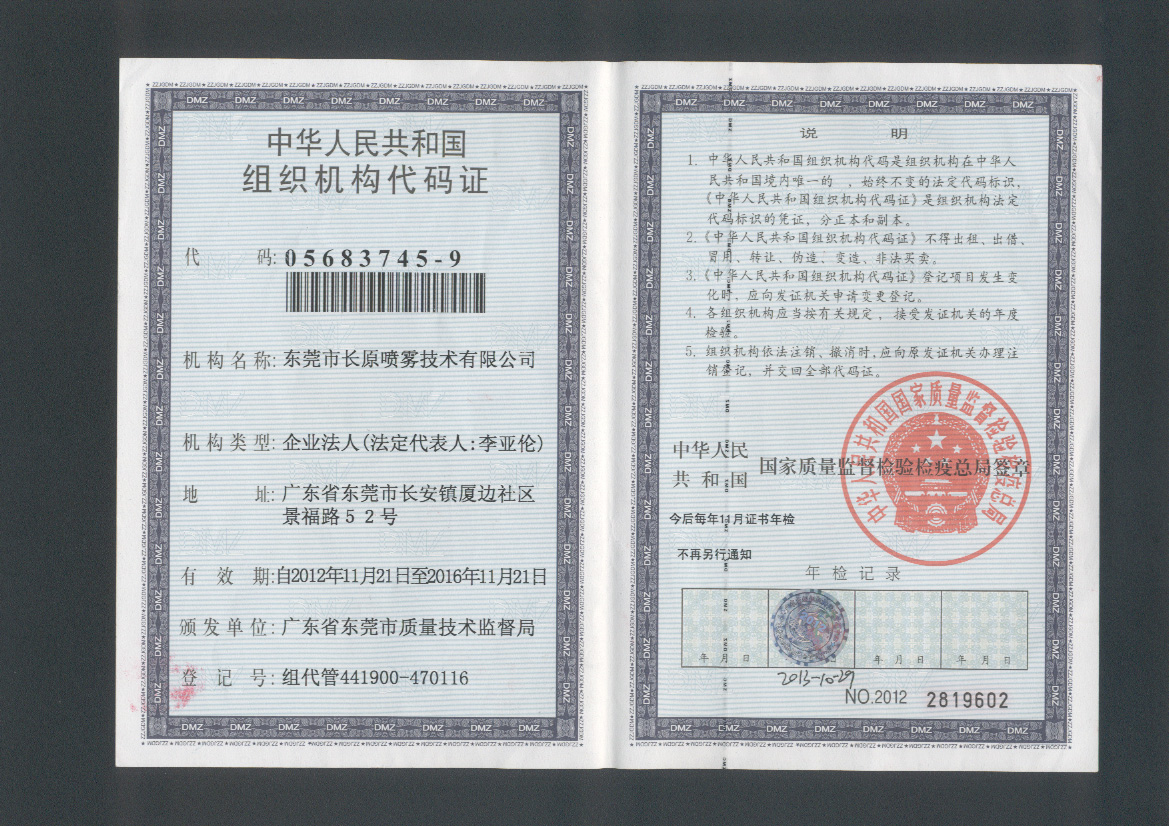 中华人民共和国
组织机构代码证
代 码: 05683745-9
机构名称: 东莞市长原喷雾技术有限公司
机构类型: 企业法人(法定代表人:李亚伦)
地 址: 广东省东莞市长安镇厦边社区
景福路52号
有 效 期: 自2012年11月21日至2016年11月21日
颁发单位: 广东省东莞市质量技术监督局
登 记 号: 组代管441900-470116
说 明
1. 中华人民共和国组织机构代码是组织机构在中华人
民共和国境内唯一的 、始终不变的法定代码标识,
《中华人民共和国组织机构代码证》是组织机构法定
代码标识的凭证, 分正本和副本。
2.《中华人民共和国组织机构代码证》不得出租、出借、
冒用、转让、伪造、变造、非法买卖。
3.《中华人民共和国组织机构代码证》登记项目发生变
化时, 应向发证机关申请变更登记。
4. 各组织机构应当按有关规定 、接受发证机关的年度
检验。
5. 组织机构依法注销、撤消时, 应向原发证机关办理注
销登记, 并交回全部代码证。
中华人民
共和国 国家质量监督检验检疫总局签章
中华人民共和国国家质量监督检验检疫总局
今后每年11月证书年检
不再另行通知
年检记录
年 月 日 年 月 日 年 月 日
2013-10-29
NO.2012 2819602